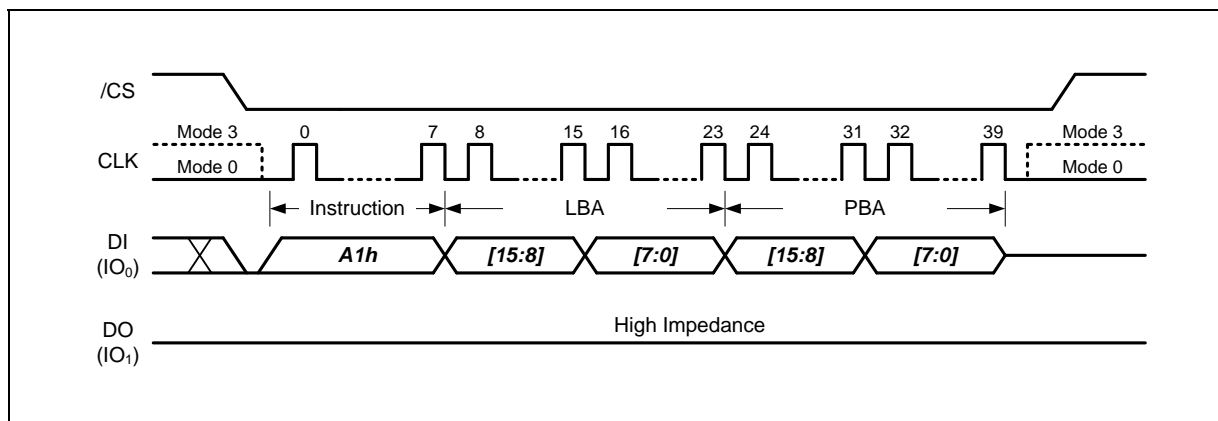 /CS
Mode 3 0 7 8 15 16 23 24 31 32 39 Mode 3
CLK
Mode 0 Mode 0
Instruction LBA PBA
DI
(IO₀)
A1h [15:8] [7:0] [15:8] [7:0]
High Impedance
DO
(IO₁)